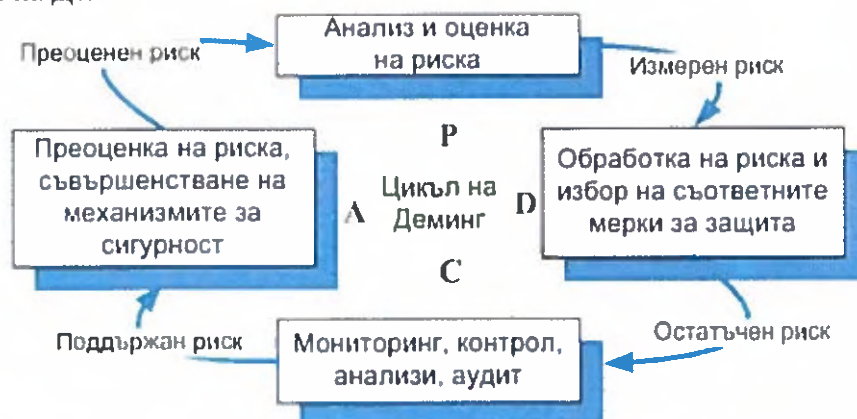 Анализ и оценка
на риска
Преоценен риск
Измерен риск
P
Преоценка на риска,
съвършенстване на
механизмите за
сигурност
A
Цикъл на
Деминг
D
Обработка на риска и
избор на съответните
мерки за защита
C
Поддържан риск
Остатъчен риск
Мониторинг, контрол,
анализи, аудит